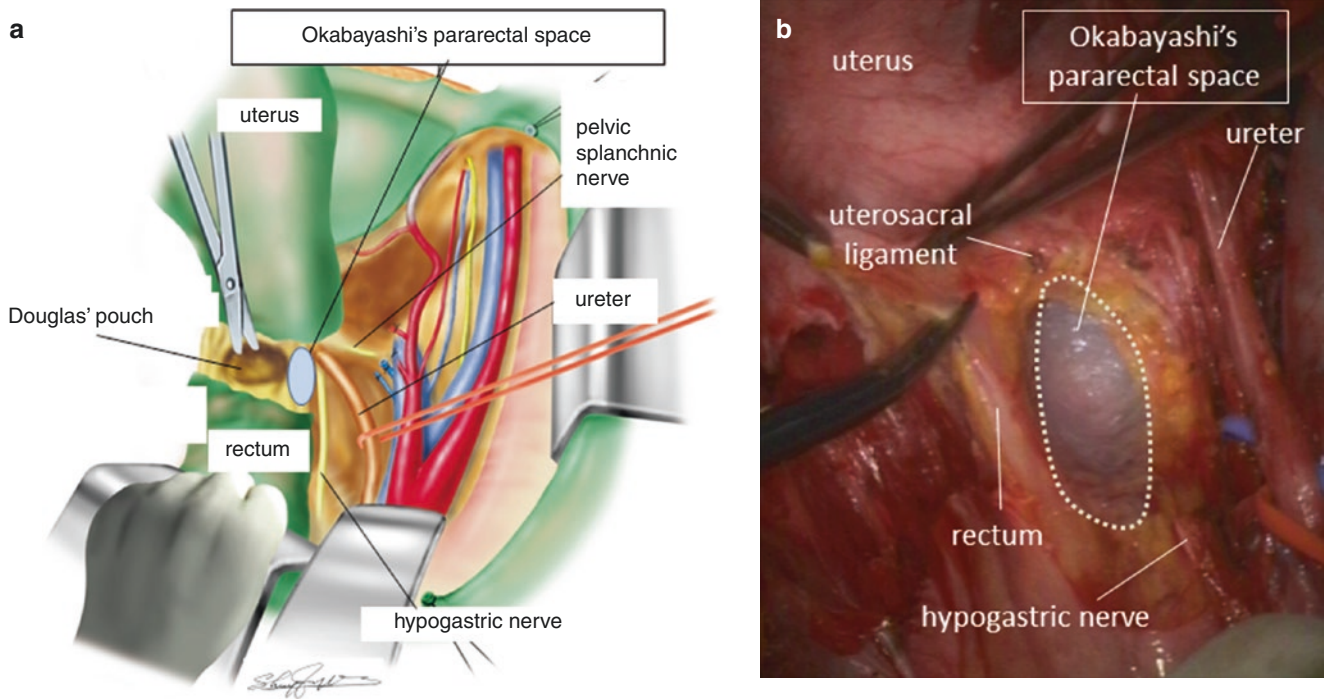 a
Okabayashi’s pararectal space
uterus
pelvic
splanchnic
nerve
ureter
Douglas’ pouch
rectum
hypogastric nerve
b
Okabayashi’s
pararectal space
uterus
ureter
uterosacral
ligament
rectum
hypogastric nerve